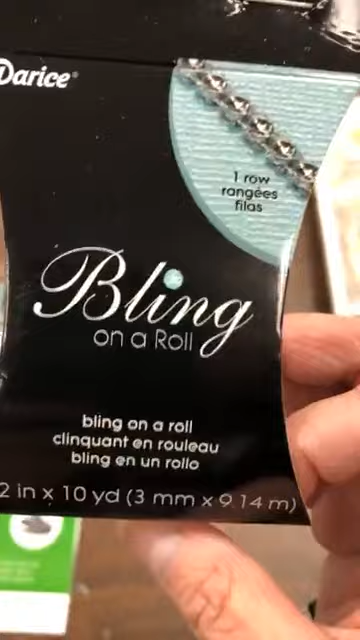 Darice®
1 row
rangées
filas
Bling
on a Roll
bling on a roll
clinquant en rouleau
bling en un rollo
2 in x 10 yd (3 mm x 9.14 m)